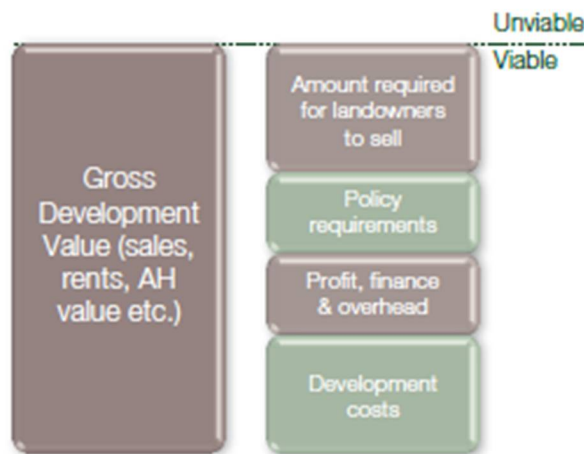 Unviable
Viable
Gross
Development
Value (sales,
rents, AH
value etc.)
Amount required
for landowners
to sell
Policy
requirements
Profit, finance
& overhead
Development
costs